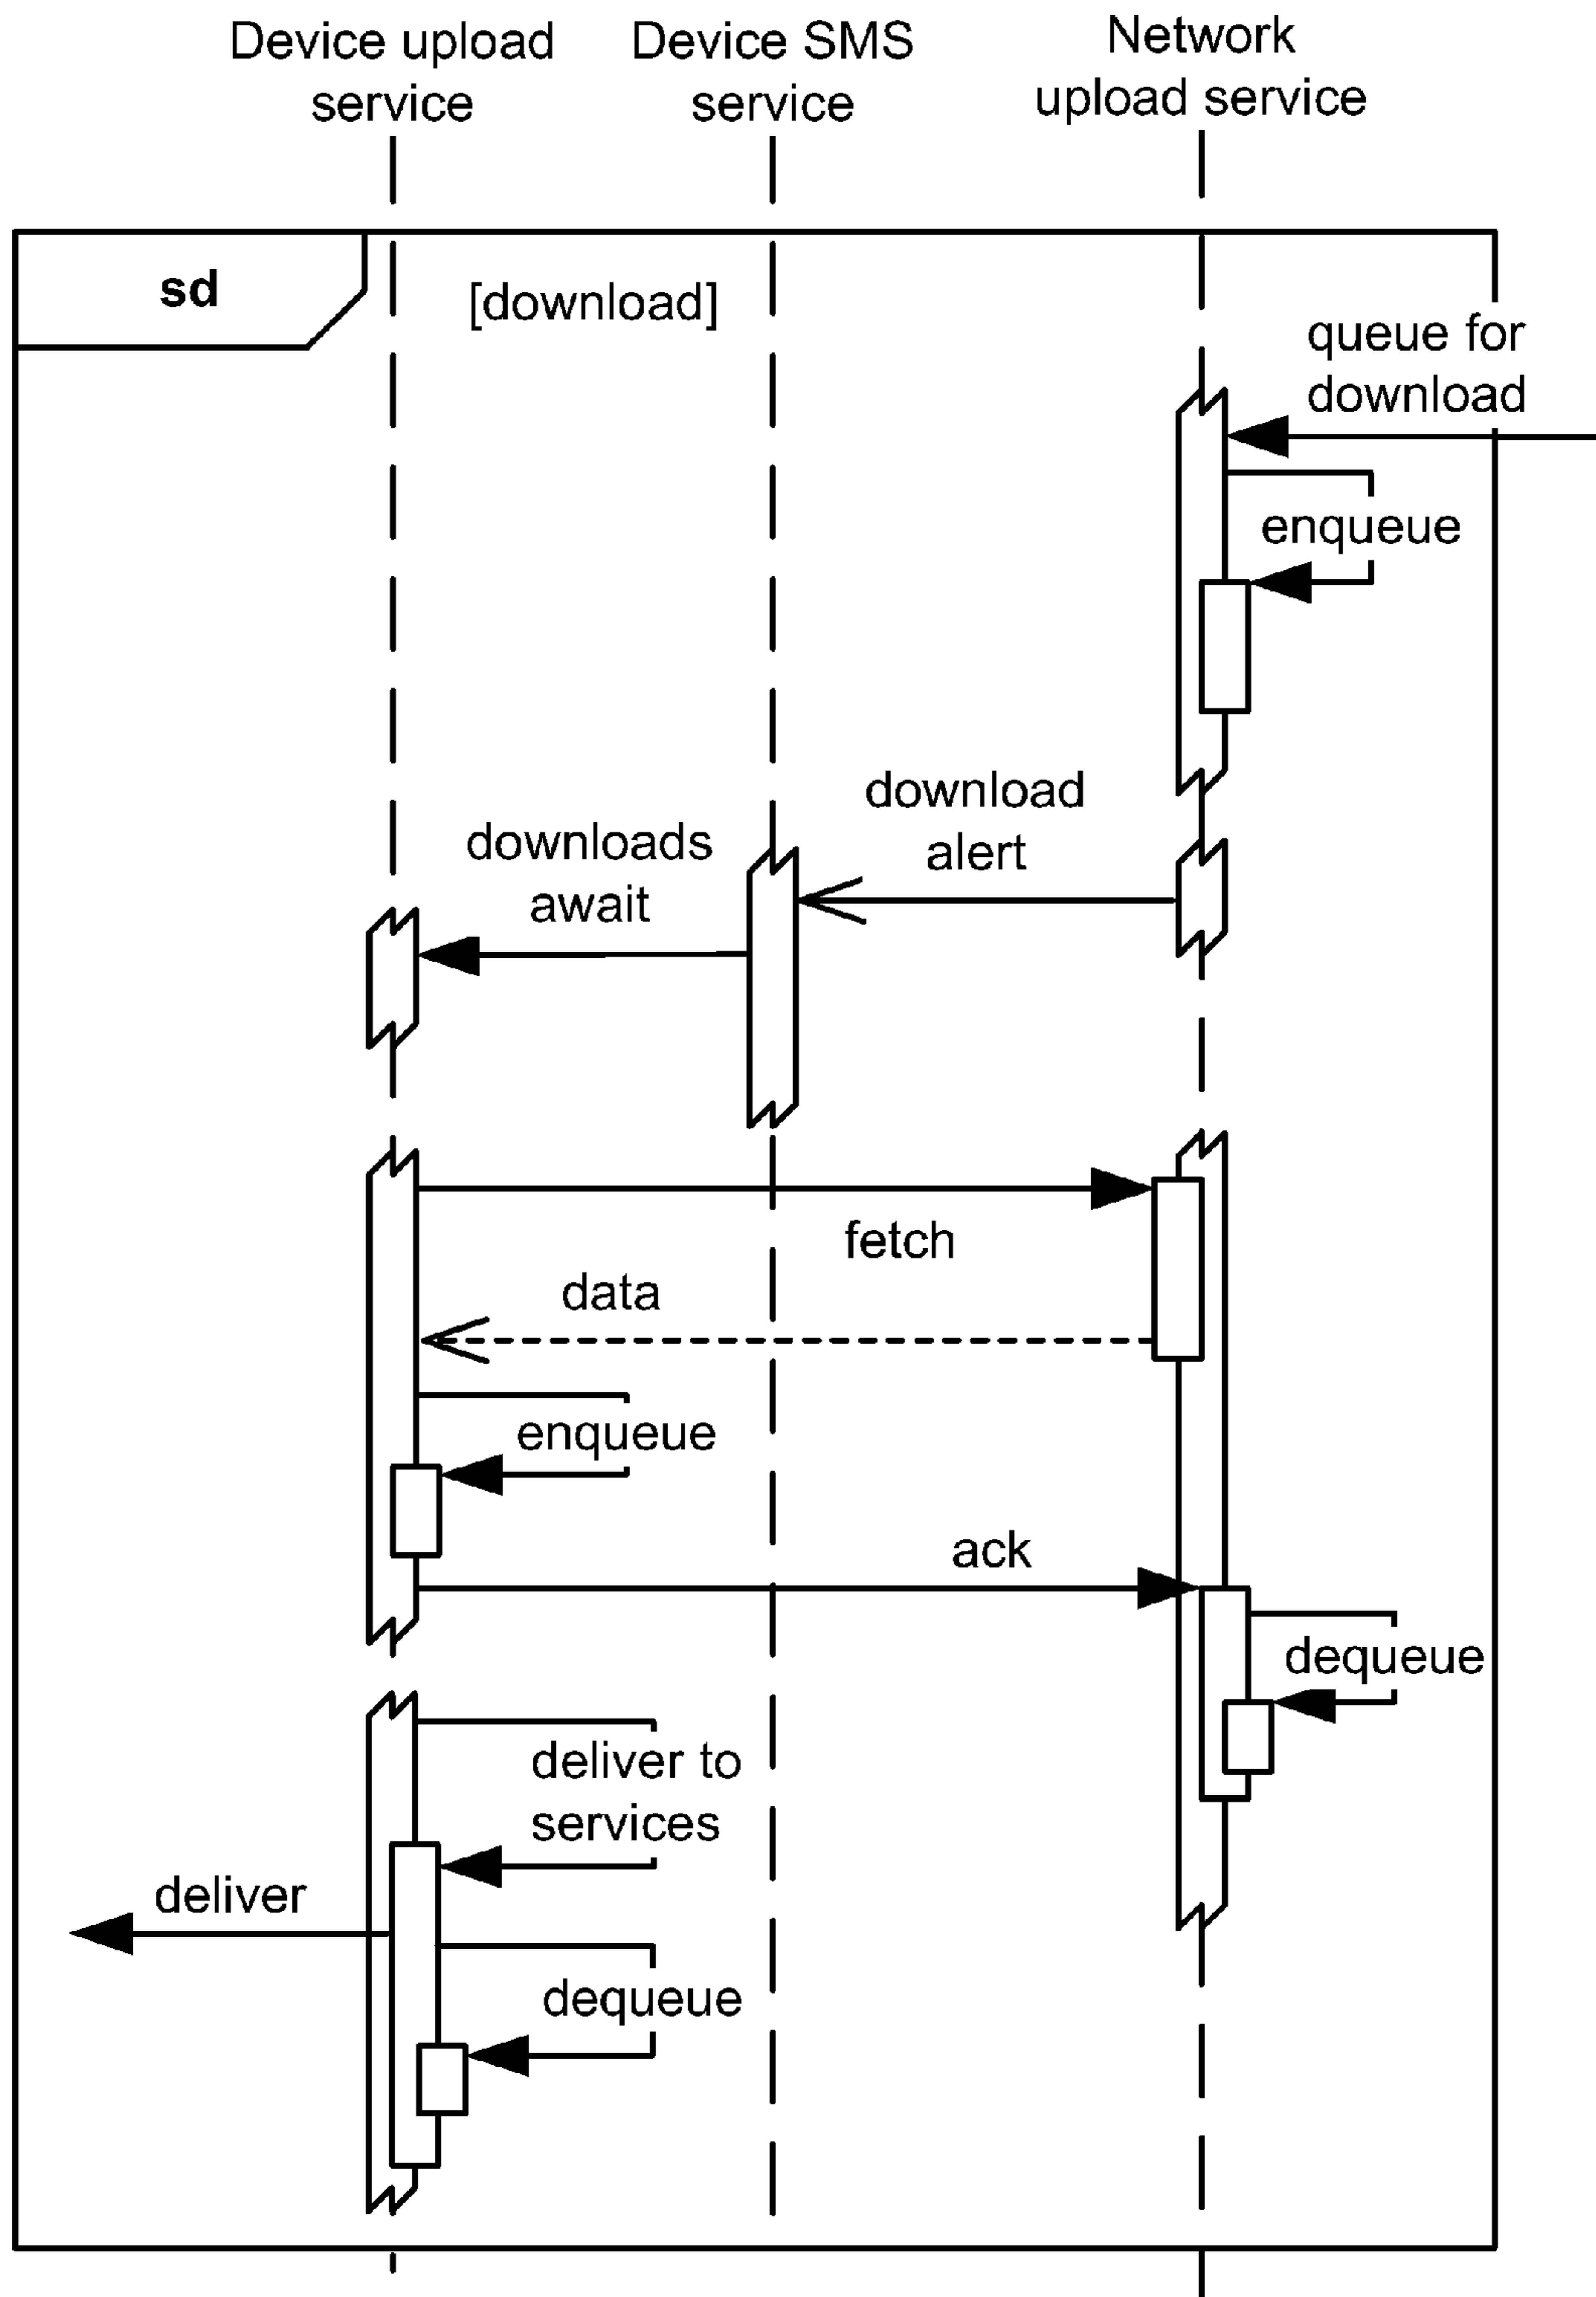 Device upload
service
Device SMS
service
Network
upload service
sd
[download]
queue for
download
enqueue
download
alert
downloads
await
fetch
data
enqueue
ack
dequeue
deliver to
services
deliver
dequeue